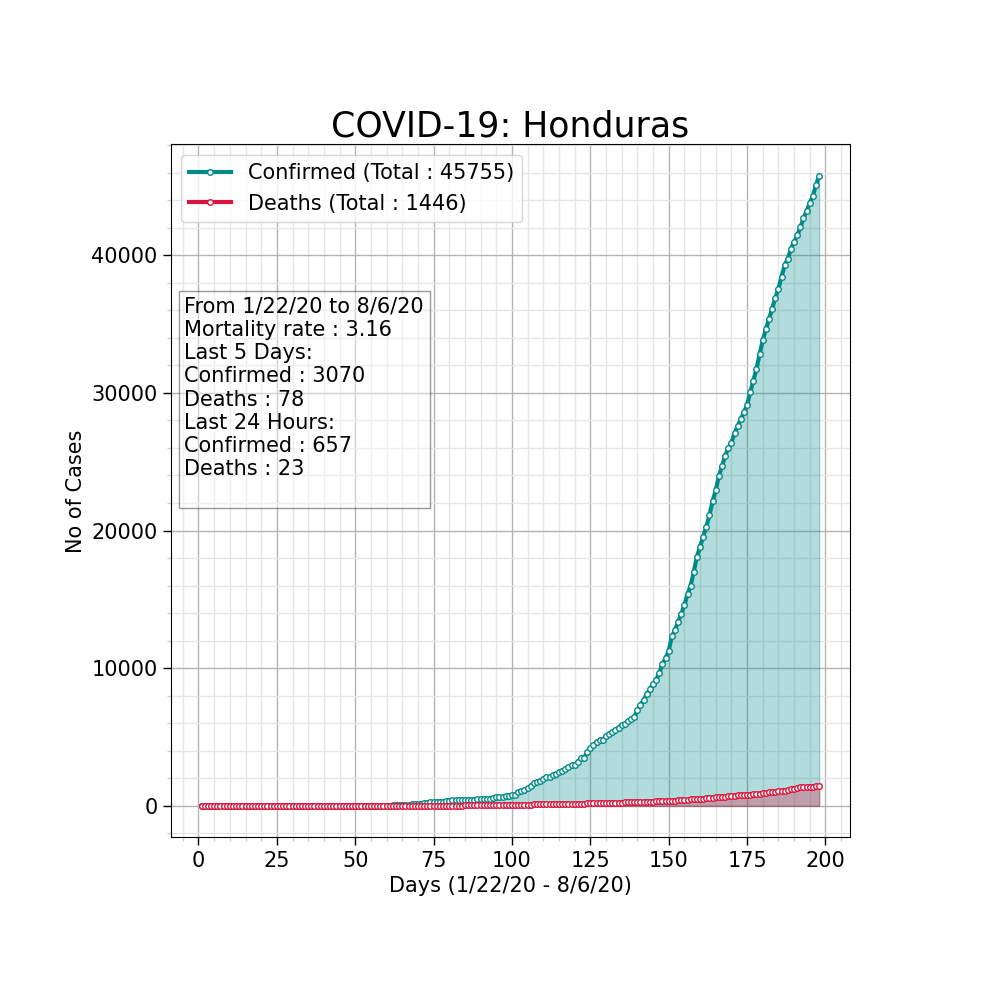 COVID-19: Honduras
Confirmed (Total : 45755)
Deaths (Total : 1446)
From 1/22/20 to 8/6/20
Mortality rate : 3.16
Last 5 Days:
Confirmed : 3070
Deaths : 78
Last 24 Hours:
Confirmed : 657
Deaths : 23
No of Cases
40000
30000
20000
10000
0
0 25 50 75 100 125 150 175 200
Days (1/22/20 - 8/6/20)